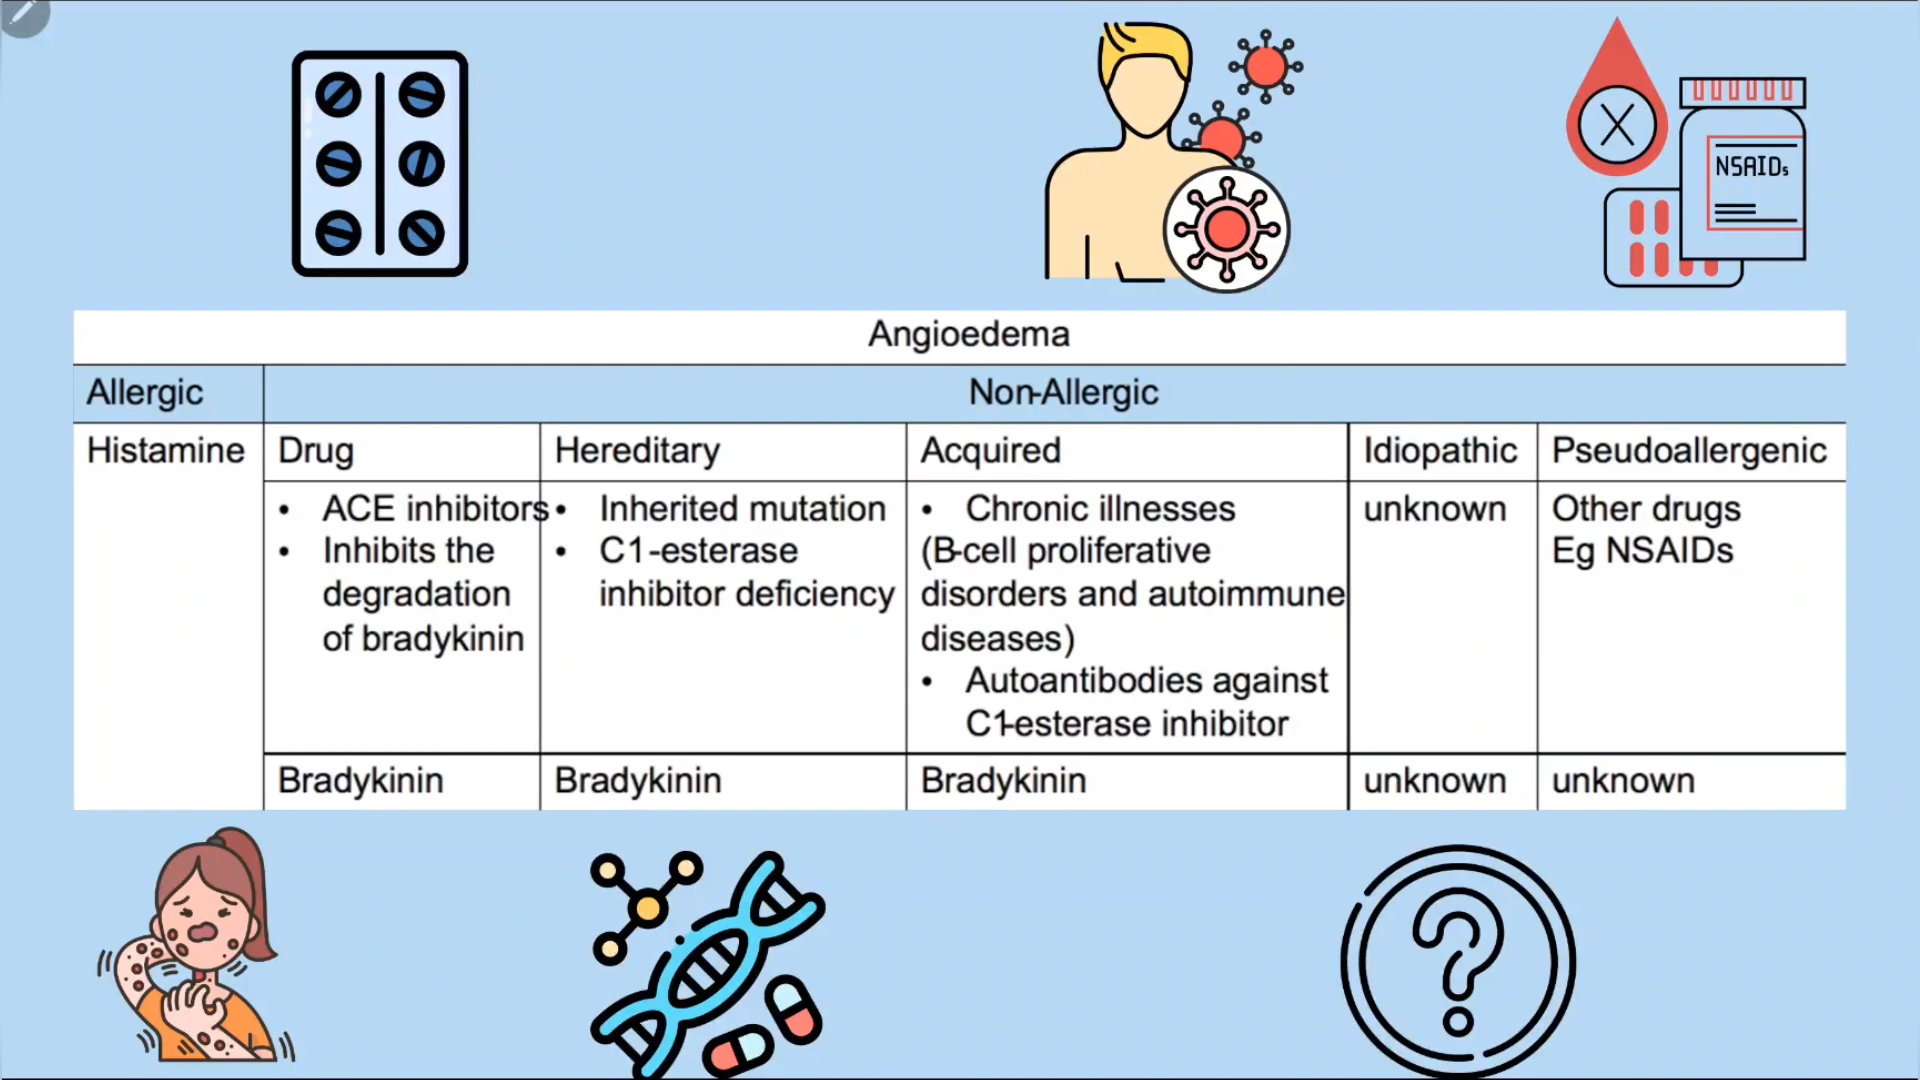 NSAIDs
Angioedema
Allergic
Non-Allergic
Histamine
Drug
Hereditary
Acquired
Idiopathic
Pseudoallergenic
• ACE inhibitors
• Inhibits the
degradation
of bradykinin
• Inherited mutation
• C1-esterase
inhibitor deficiency
• Chronic illnesses
(B-cell proliferative
disorders and autoimmune
diseases)
• Autoantibodies against
C1-esterase inhibitor
unknown
Other drugs
Eg NSAIDs
Bradykinin
Bradykinin
Bradykinin
unknown
unknown